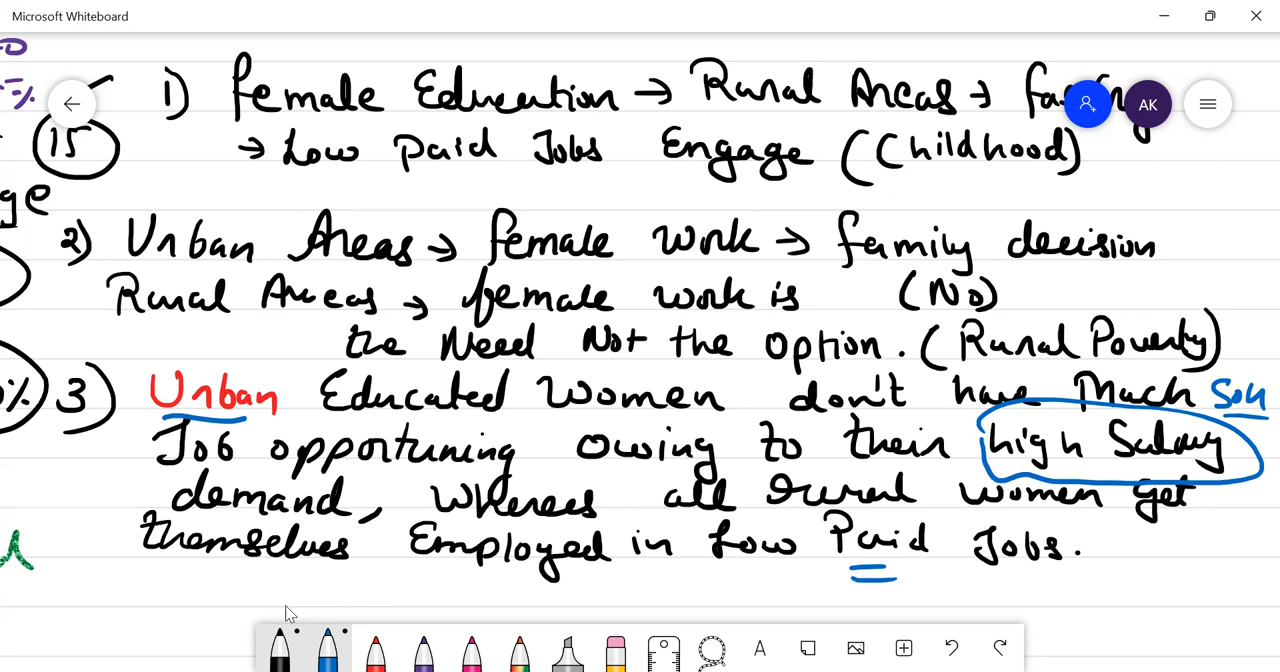 Microsoft Whiteboard
1) female Education → Rural Areas →
15
→ Low Paid Jobs Engage (Childhood)
AK
ge
2) Urban Areas → female work → family decision
Rural Areas → female work is (No)
the Need Not the option. (Rural Poverty)
% 3) Urban Educated Women don't have Much
Job opportuning owing to their high Salary
demand, whereas all rural women get
themselves Employed in Low Paid Jobs.
A